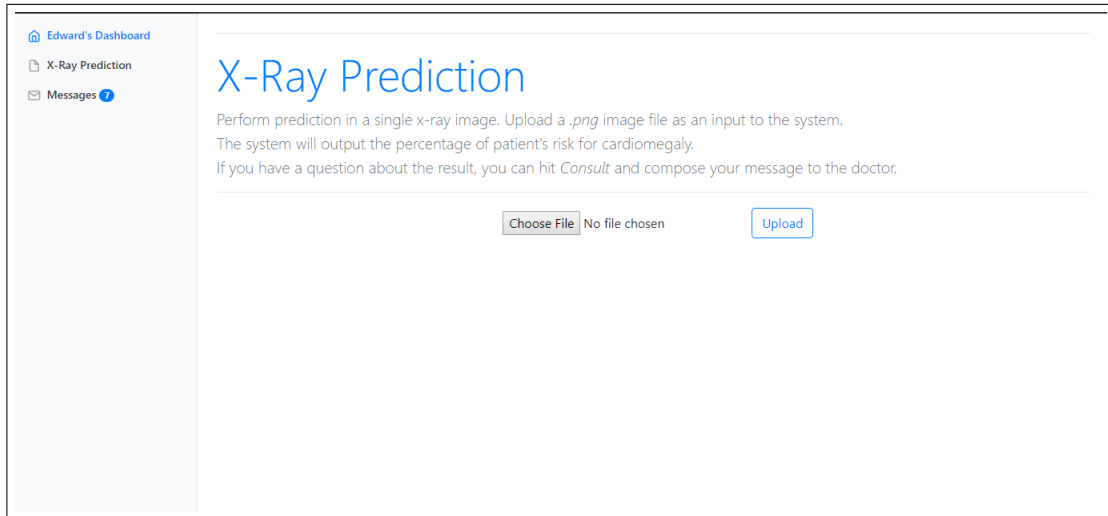 Edward's Dashboard
X-Ray Prediction
Messages 7
X-Ray Prediction
Perform prediction in a single x-ray image. Upload a .png image file as an input to the system.
The system will output the percentage of patient's risk for cardiomegaly.
If you have a question about the result, you can hit Consult and compose your message to the doctor.
Choose File No file chosen Upload